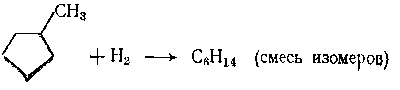 CH₃
+ H₂ ⟶ C₆H₁₄ (смесь изомеров)